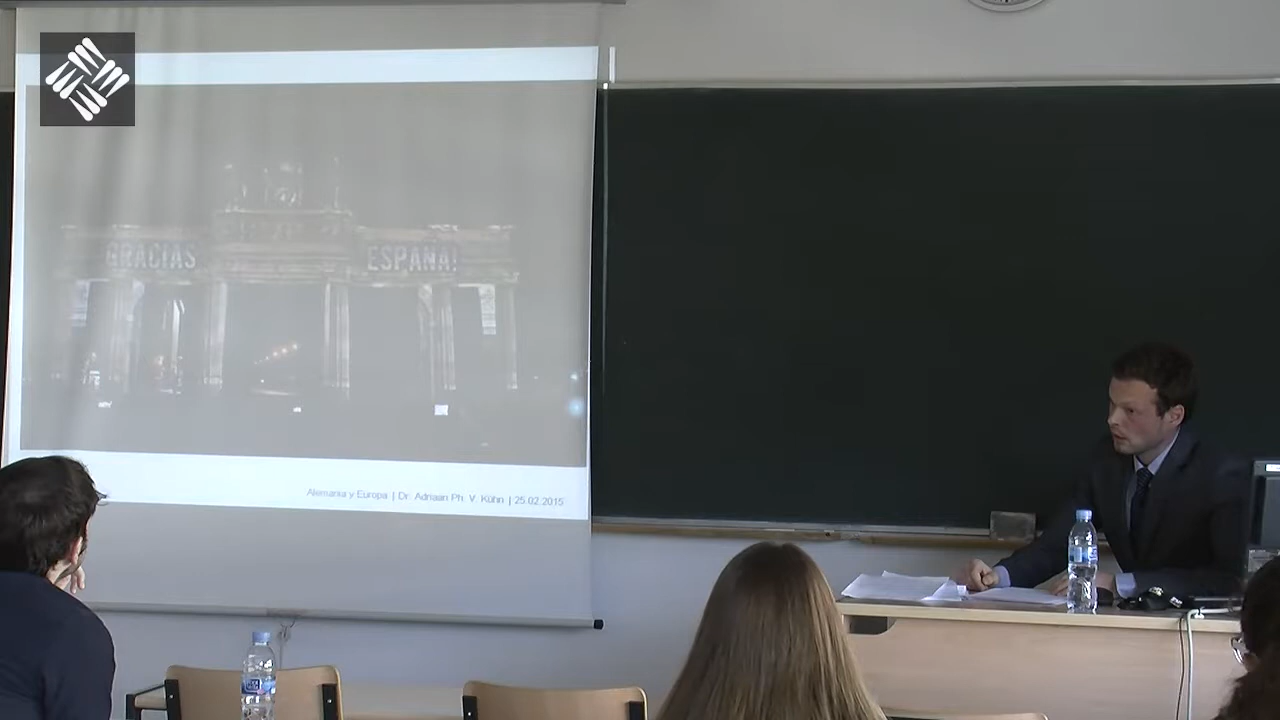 GRACIAS ESPAÑA!
Alemania y Europa | Dr. Adriaan Ph. V. Kühn | 25.02.2015